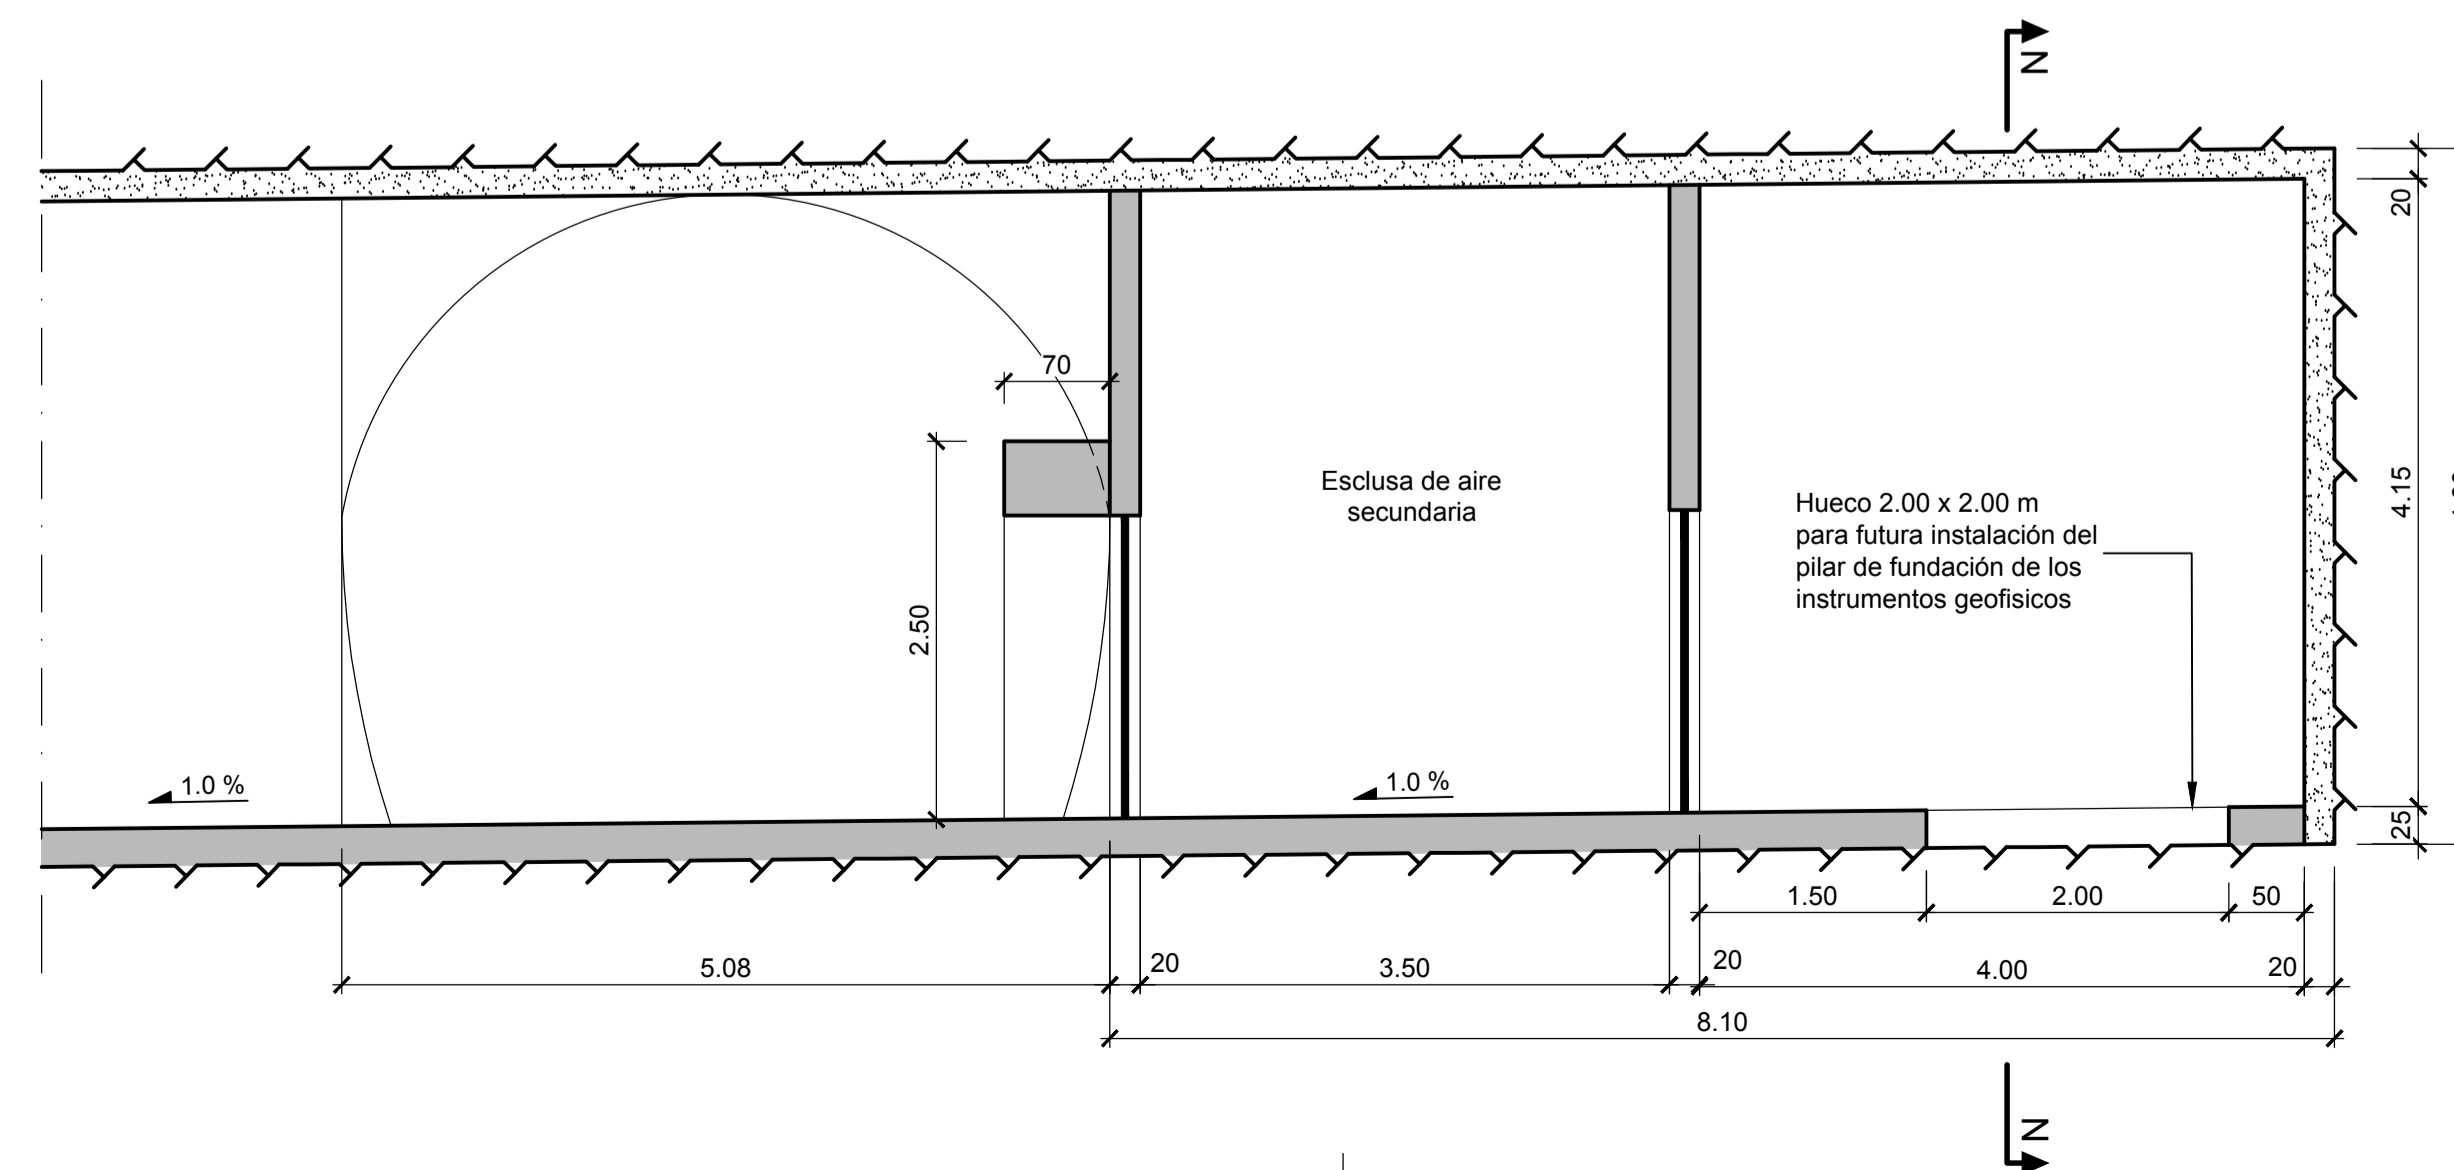 N
20
70
Esclusa de aire
secundaria
4.15
Hueco 2.00 x 2.00 m
para futura instalación del
pilar de fundación de los
instrumentos geofisicos
2.50
1.0 %
1.0 %
25
1.50
2.00
50
5.08
20
3.50
20
4.00
20
8.10
N